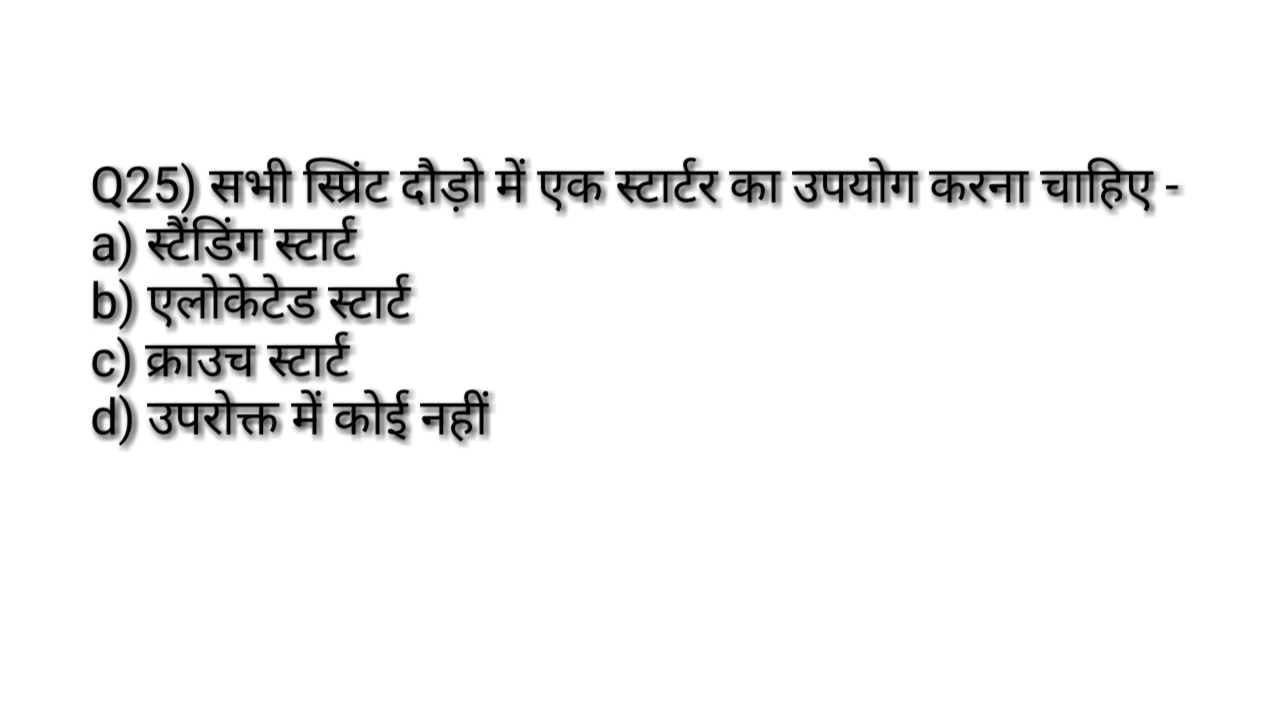 Q25) सभी स्प्रिंट दौड़ो में एक स्टार्टर का उपयोग करना चाहिए -
a) स्टैंडिंग स्टार्ट
b) एलोकेटेड स्टार्ट
c) क्राउच स्टार्ट
d) उपरोक्त में कोई नहीं